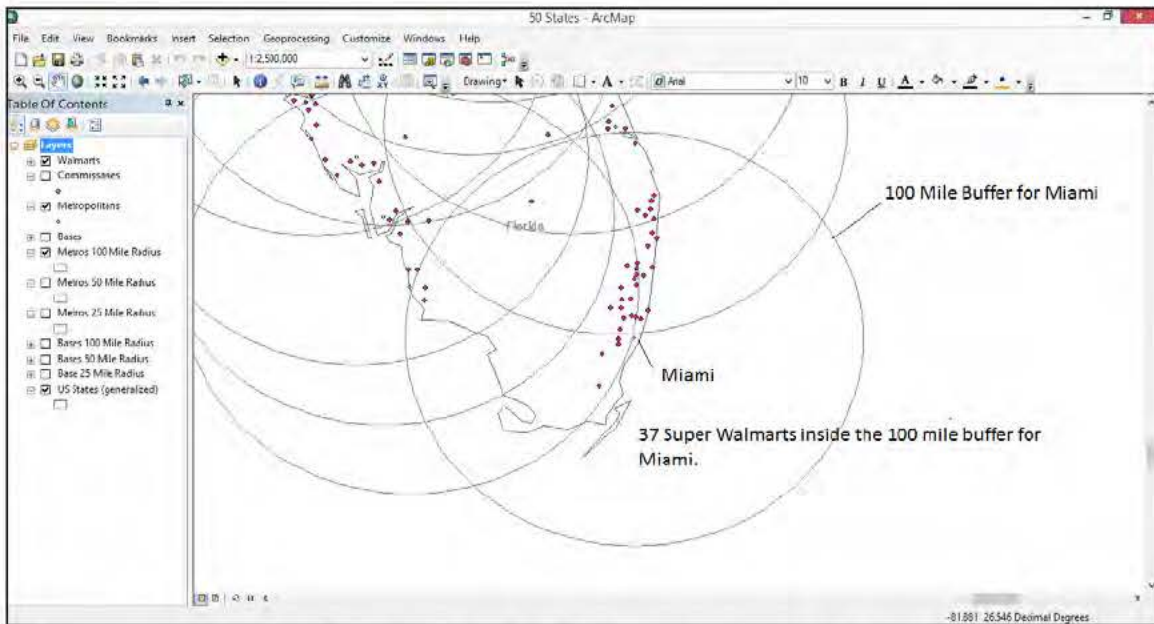 50 States - ArcMap
File Edit View Bookmarks Insert Selection Geoprocessing Customize Windows Help
1:2,500,000
Drawing Arial 10 B I U A
Table Of Contents
Layers
Walmarts
Commissaries
Metropolitans
Bases
Metros 100 Mile Radius
Metros 50 Mile Radius
Metros 25 Mile Radius
Bases 100 Mile Radius
Bases 50 Mile Radius
Base 25 Mile Radius
US States (generalized)
Florida
100 Mile Buffer for Miami
Miami
37 Super Walmarts inside the 100 mile buffer for
Miami.
-81.881 26.546 Decimal Degrees